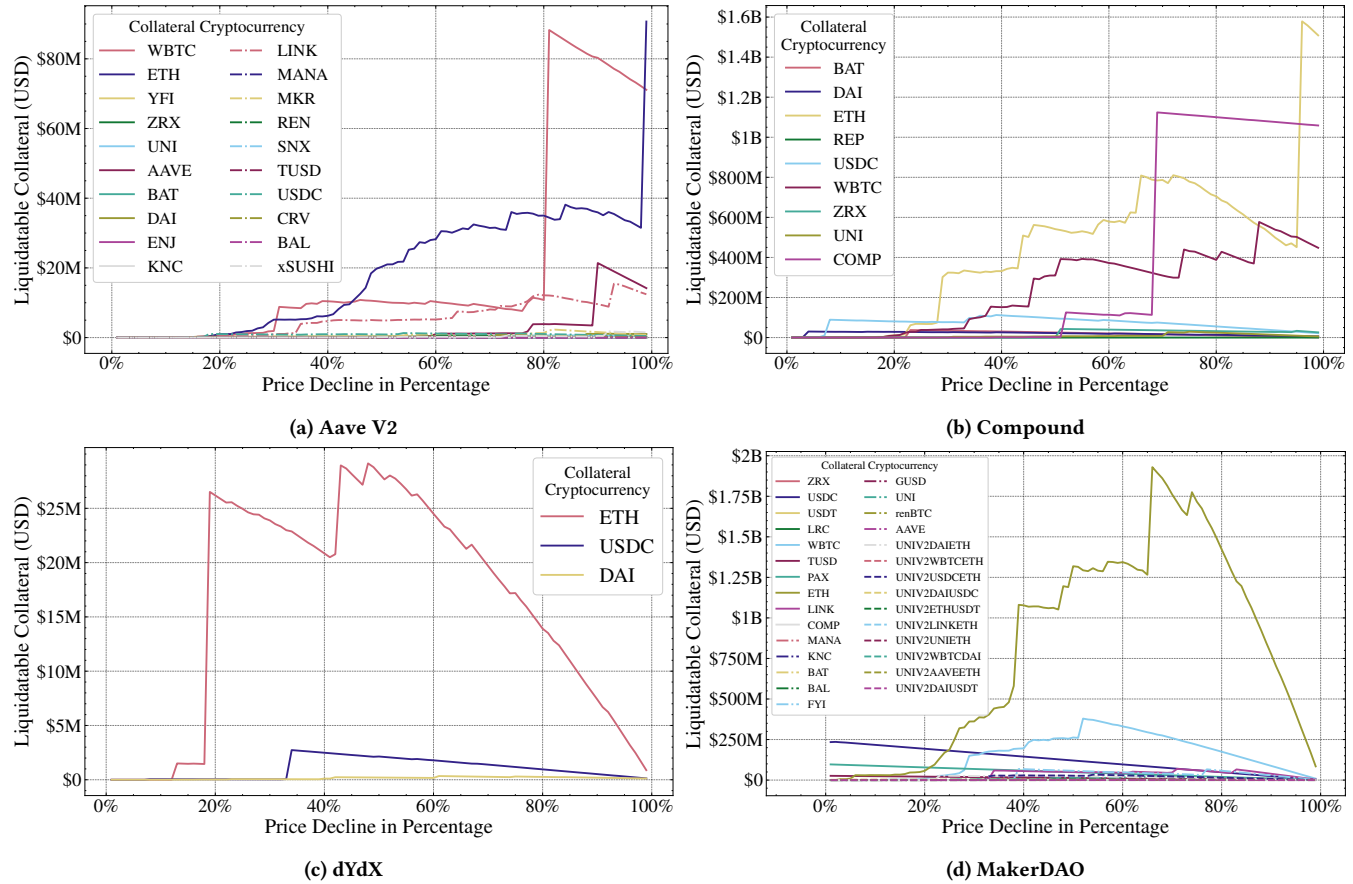 Liquidatable Collateral (USD)
$80M
$60M
$40M
$20M
$0
Collateral Cryptocurrency
WBTC
ETH
YFI
ZRX
UNI
AAVE
BAT
DAI
ENJ
KNC
LINK
MANA
MKR
REN
SNX
TUSD
USDC
CRV
BAL
xSUSHI
0% 20% 40% 60% 80% 100%
Price Decline in Percentage
(a) Aave V2
Liquidatable Collateral (USD)
$1.6B
$1.4B
$1.2B
$1B
$800M
$600M
$400M
$200M
$0
Collateral
Cryptocurrency
BAT
DAI
ETH
REP
USDC
WBTC
ZRX
UNI
COMP
0% 20% 40% 60% 80% 100%
Price Decline in Percentage
(b) Compound
Liquidatable Collateral (USD)
$25M
$20M
$15M
$10M
$5M
$0
Collateral
Cryptocurrency
ETH
USDC
DAI
0% 20% 40% 60% 80% 100%
Price Decline in Percentage
(c) dYdX
Liquidatable Collateral (USD)
$2B
$1.75B
$1.5B
$1.25B
$1B
$750M
$500M
$250M
$0
Collateral Cryptocurrency
ZRX
USDC
USDT
LRC
WBTC
TUSD
PAX
ETH
LINK
COMP
MANA
KNC
BAT
BAL
FYI
GUSD
UNI
renBTC
AAVE
UNIV2DAIETH
UNIV2WBTCETH
UNIV2USDCETH
UNIV2DAIUSDC
UNIV2ETHUSDT
UNIV2LINKETH
UNIV2UNIETH
UNIV2WBTCDAI
UNIV2AAVEETH
UNIV2DAIUSDT
0% 20% 40% 60% 80% 100%
Price Decline in Percentage
(d) MakerDAO